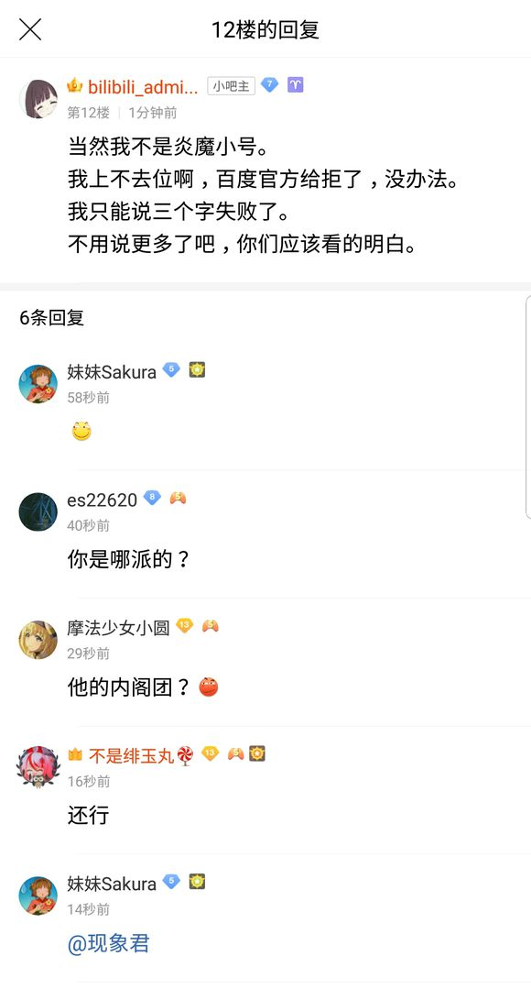 12楼的回复
bilibili_admi... 小吧主 7
第12楼 | 1分钟前
当然我不是炎魔小号。
我上不去位啊，百度官方给拒了，没办法。
我只能说三个字失败了。
不用说更多了吧，你们应该看的明白。
6条回复
妹妹Sakura 5
58秒前
es22620 8 5
40秒前
你是哪派的？
摩法少女小圆 13 5
29秒前
他的内阁团？
不是绯玉丸 13 5
16秒前
还行
妹妹Sakura 5
14秒前
@现象君